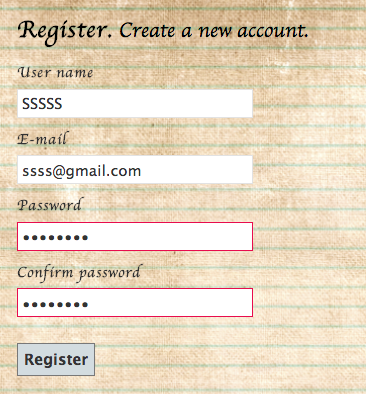 Register. Create a new account.
User name
SSSSS
E-mail
ssss@gmail.com
Password
••••••••
Confirm password
••••••••
Register